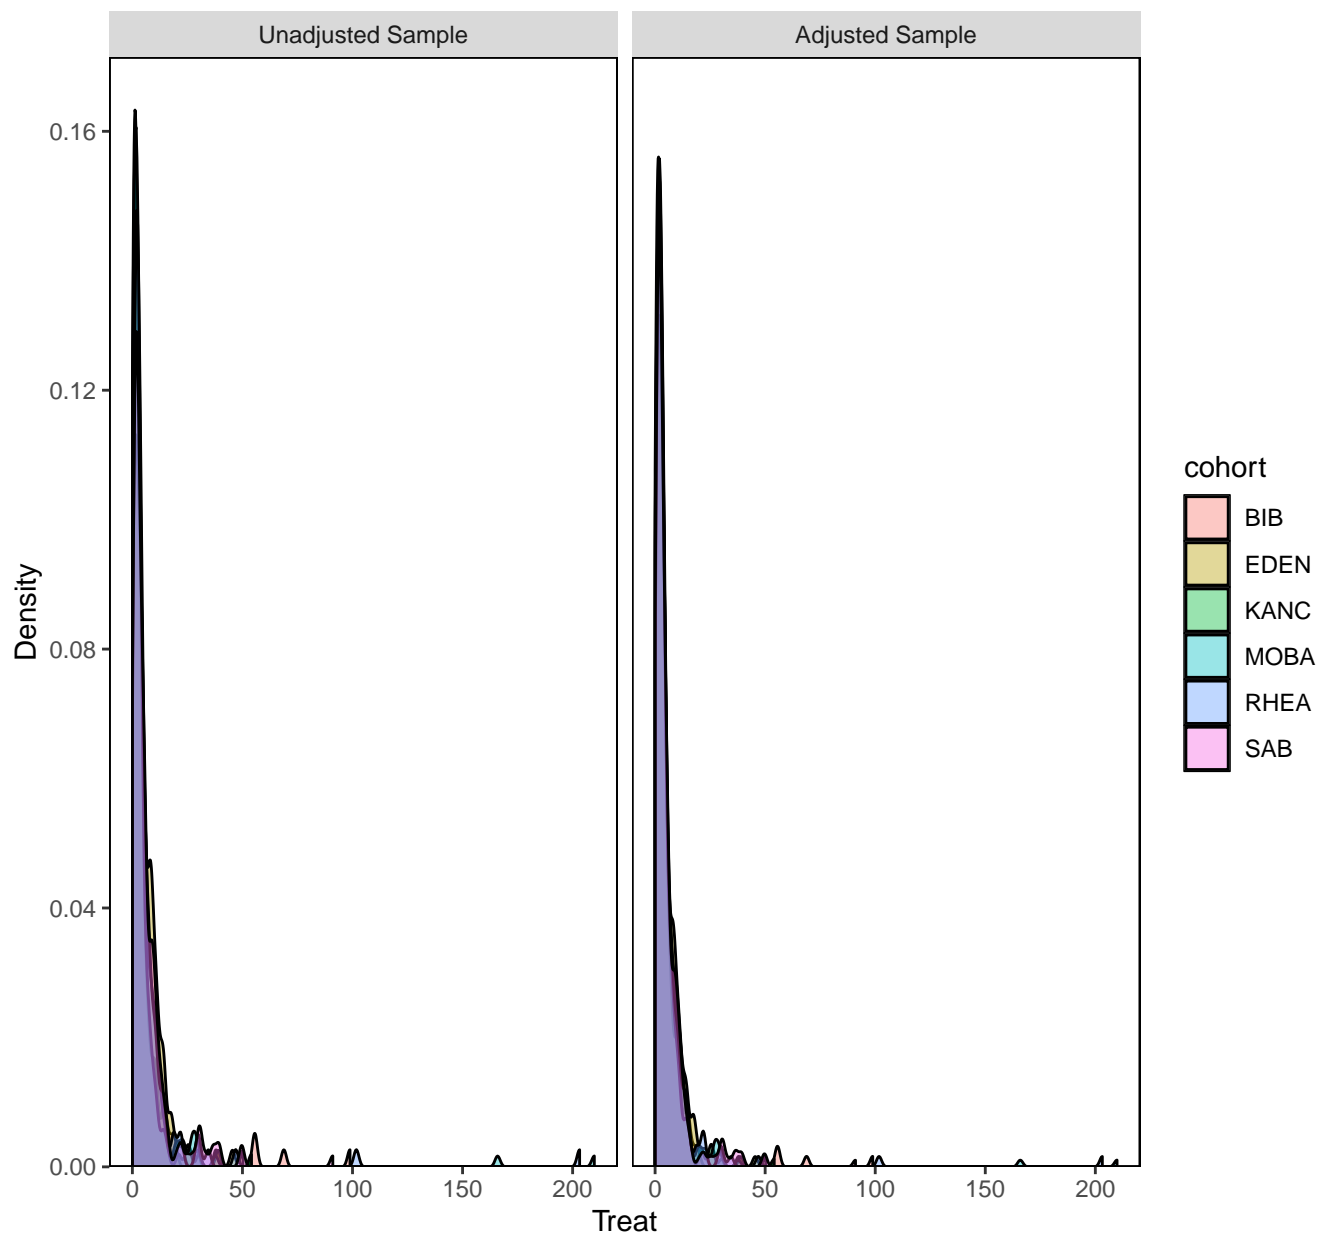 Unadjusted Sample
Adjusted Sample
0.16
0.12
0.08
0.04
0.00
Density
0 50 100 150 200
0 50 100 150 200
Treat
cohort
BIB
EDEN
KANC
MOBA
RHEA
SAB